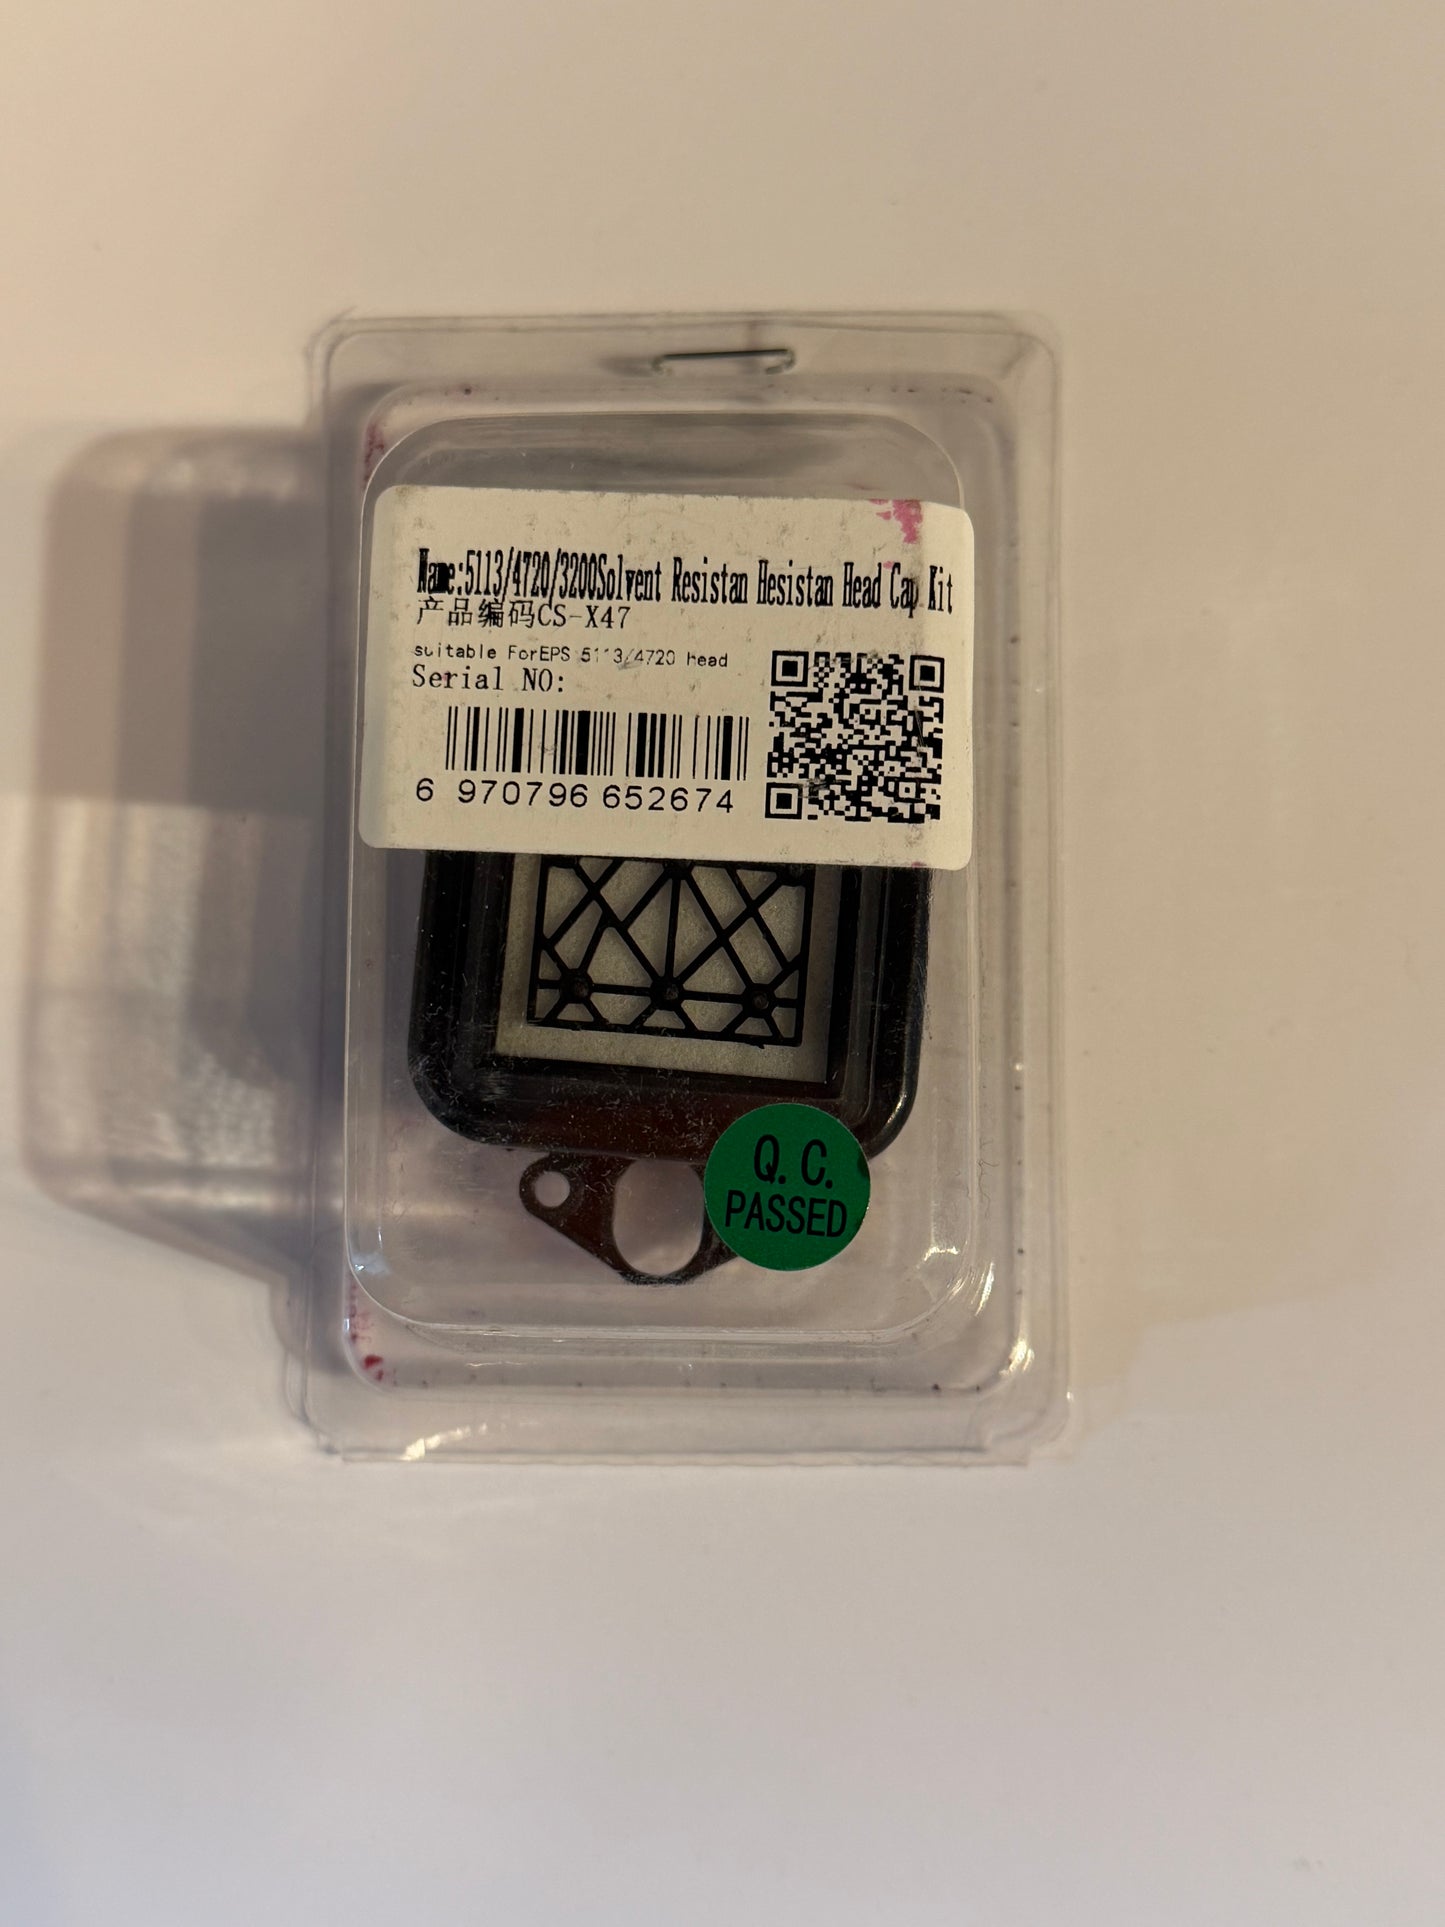 Name:5113/4720/3200Solvent Resistan Hesistan Head Cap Kit
产品编码CS-X47
suitable ForEPS 5113/4720 head
Serial NO:
6 970796 652674
Q. C.
PASSED